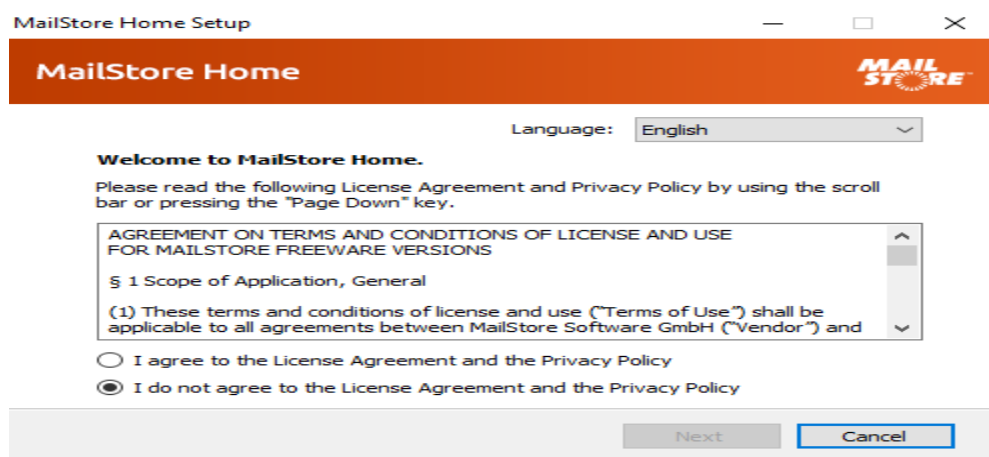 MailStore Home Setup
MailStore Home
MAIL
STORE
Language: English
Welcome to MailStore Home.
Please read the following License Agreement and Privacy Policy by using the scroll
bar or pressing the "Page Down" key.
AGREEMENT ON TERMS AND CONDITIONS OF LICENSE AND USE
FOR MAILSTORE FREEWARE VERSIONS
§ 1 Scope of Application, General
(1) These terms and conditions of license and use ("Terms of Use") shall be
applicable to all agreements between MailStore Software GmbH ("Vendor") and
I agree to the License Agreement and the Privacy Policy
I do not agree to the License Agreement and the Privacy Policy
Next Cancel